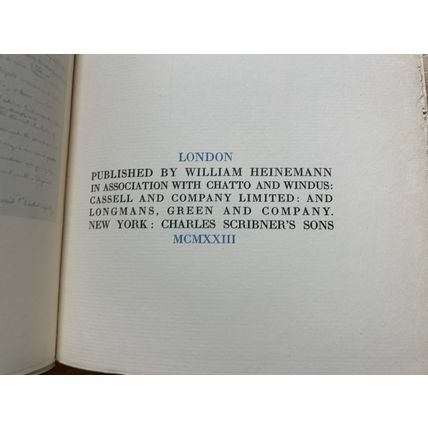 LONDON
PUBLISHED BY WILLIAM HEINEMANN
IN ASSOCIATION WITH CHATTO AND WINDUS:
CASSELL AND COMPANY LIMITED: AND
LONGMANS, GREEN AND COMPANY.
NEW YORK: CHARLES SCRIBNER'S SONS
MCMXXIII